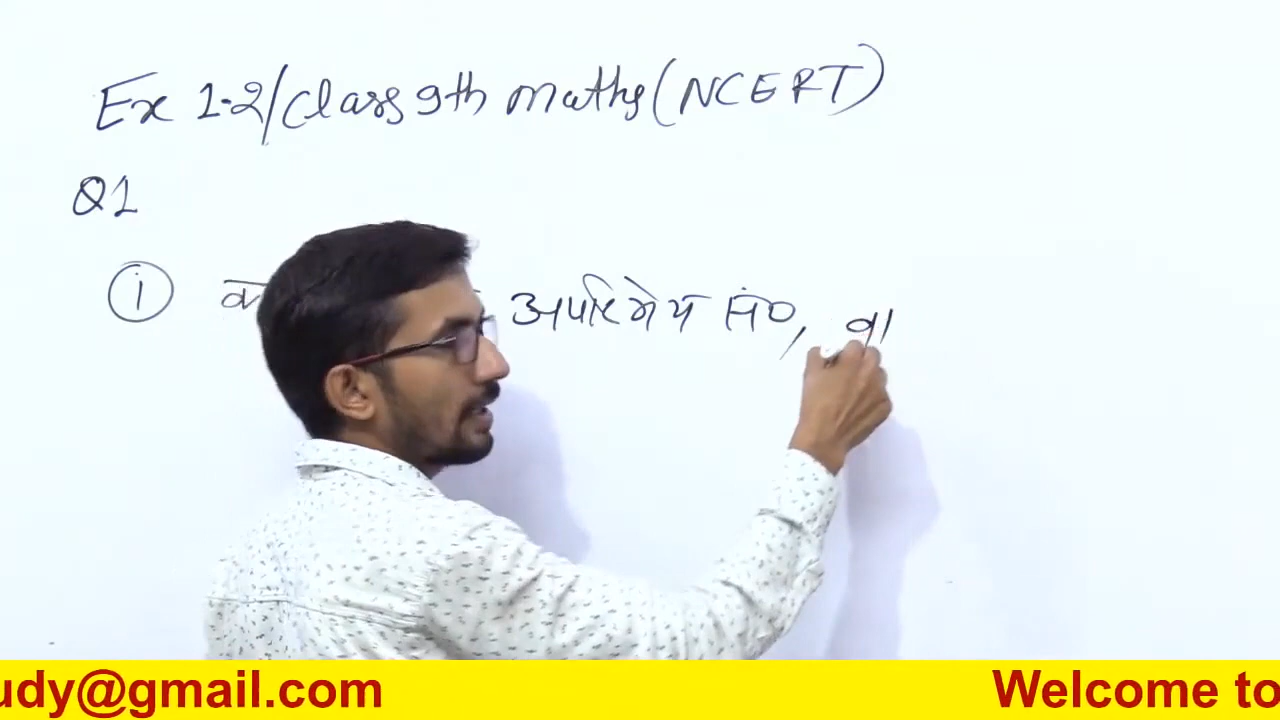 Ex 1.2/Class 9th maths (NCERT)
Q1
i अपरिमेय सं०, वा
udy@gmail.com Welcome to